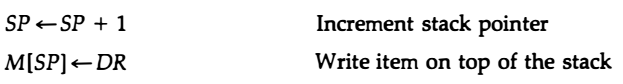 SP ← SP + 1 Increment stack pointer
M[SP] ← DR Write item on top of the stack